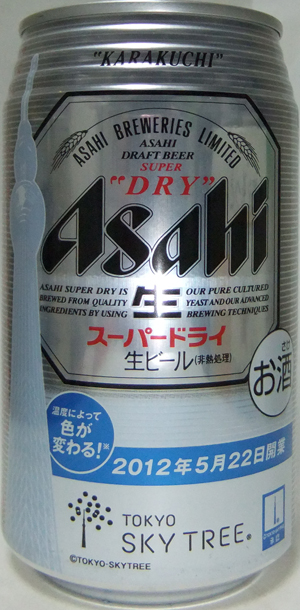 "KARAKUCHI"
ASAHI BREWERIES LIMITED
ASAHI
DRAFT BEER
SUPER
"DRY"
Asahi
ASAHI SUPER DRY IS
BREWED FROM QUALITY
INGREDIENTS BY USING
生
OUR PURE CULTURED
YEAST AND OUR ADVANCED
BREWING TECHNIQUES
スーパードライ
生ビール(非熱処理)
さけ
お酒
温度によって
色が
変わる!※
2012年5月22日開業
TOKYO
SKY TREE®
©TOKYO-SKYTREE